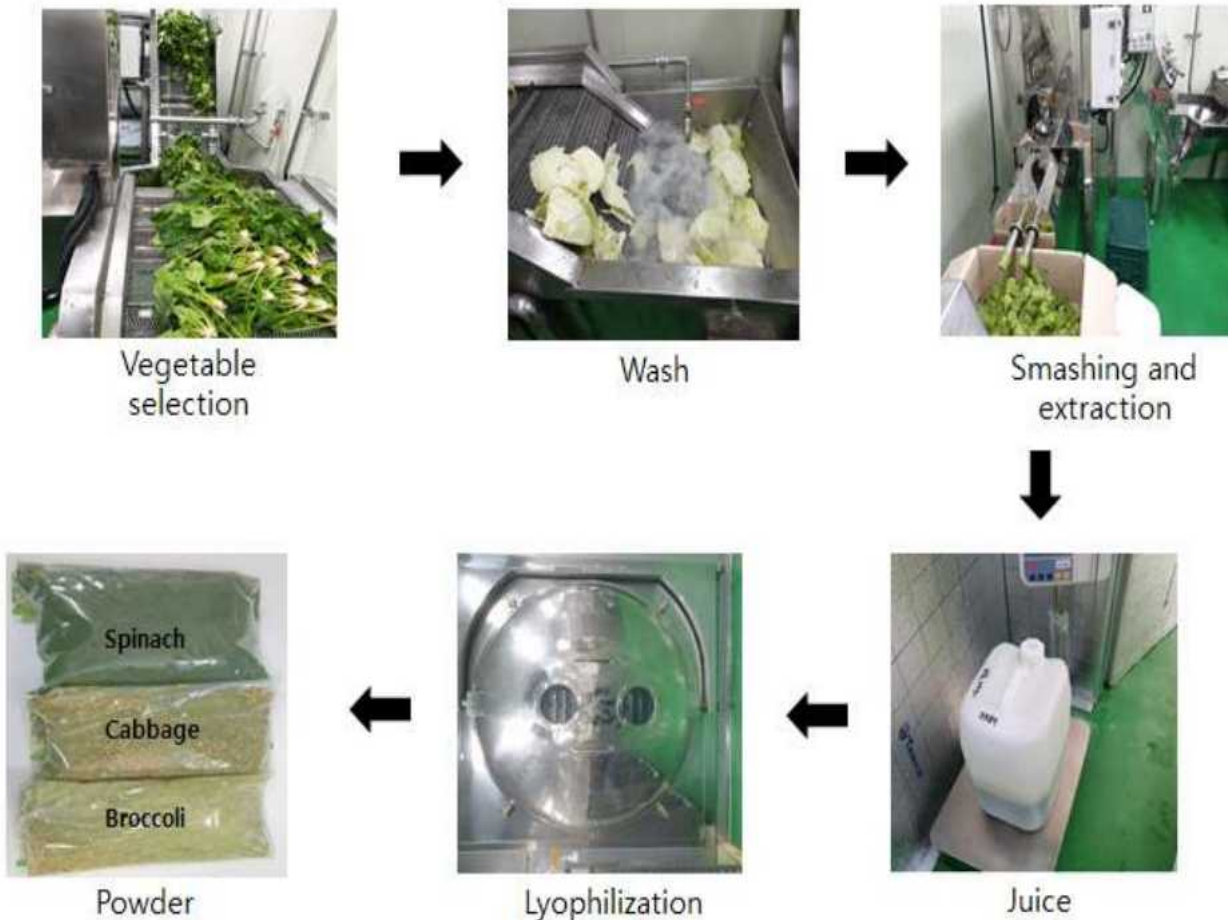 Vegetable
selection
Wash
Smashing and
extraction
Juice
Lyophilization
Powder
Spinach
Cabbage
Broccoli